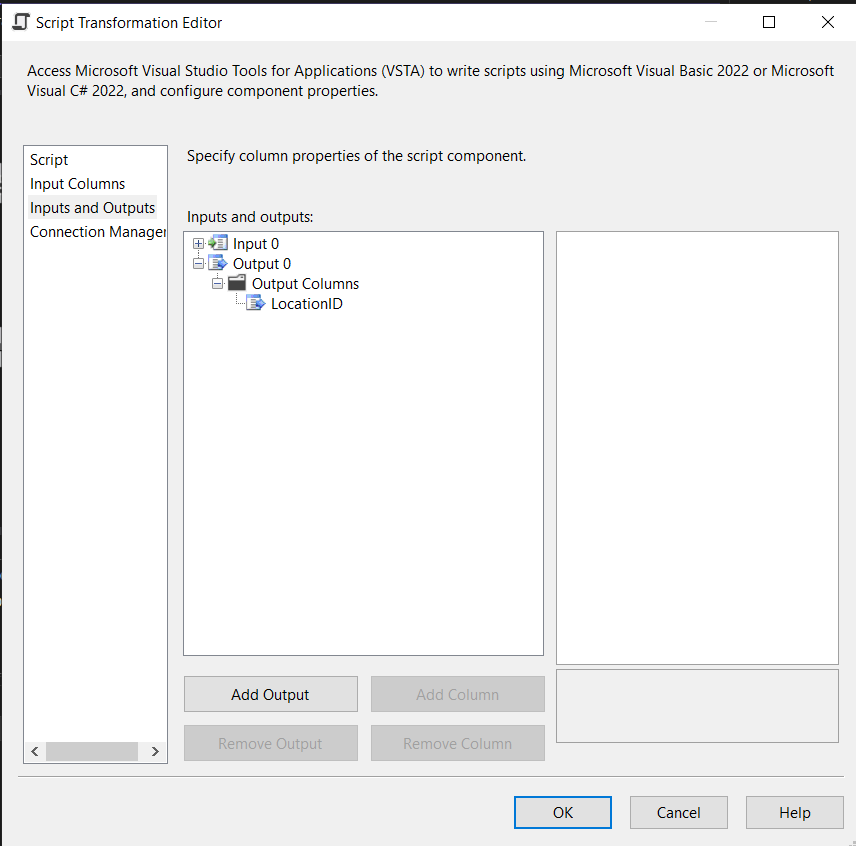 Script Transformation Editor
Access Microsoft Visual Studio Tools for Applications (VSTA) to write scripts using Microsoft Visual Basic 2022 or Microsoft
Visual C# 2022, and configure component properties.
Script
Input Columns
Inputs and Outputs
Connection Manager
Specify column properties of the script component.
Inputs and outputs:
Input 0
Output 0
Output Columns
LocationID
Add Output
Add Column
Remove Output
Remove Column
OK
Cancel
Help